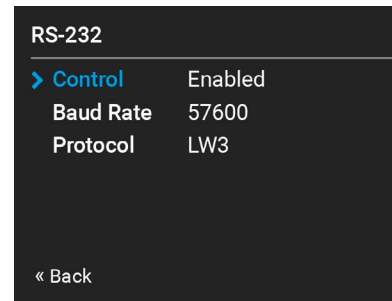 RS-232
> Control Enabled
Baud Rate 57600
Protocol LW3
« Back